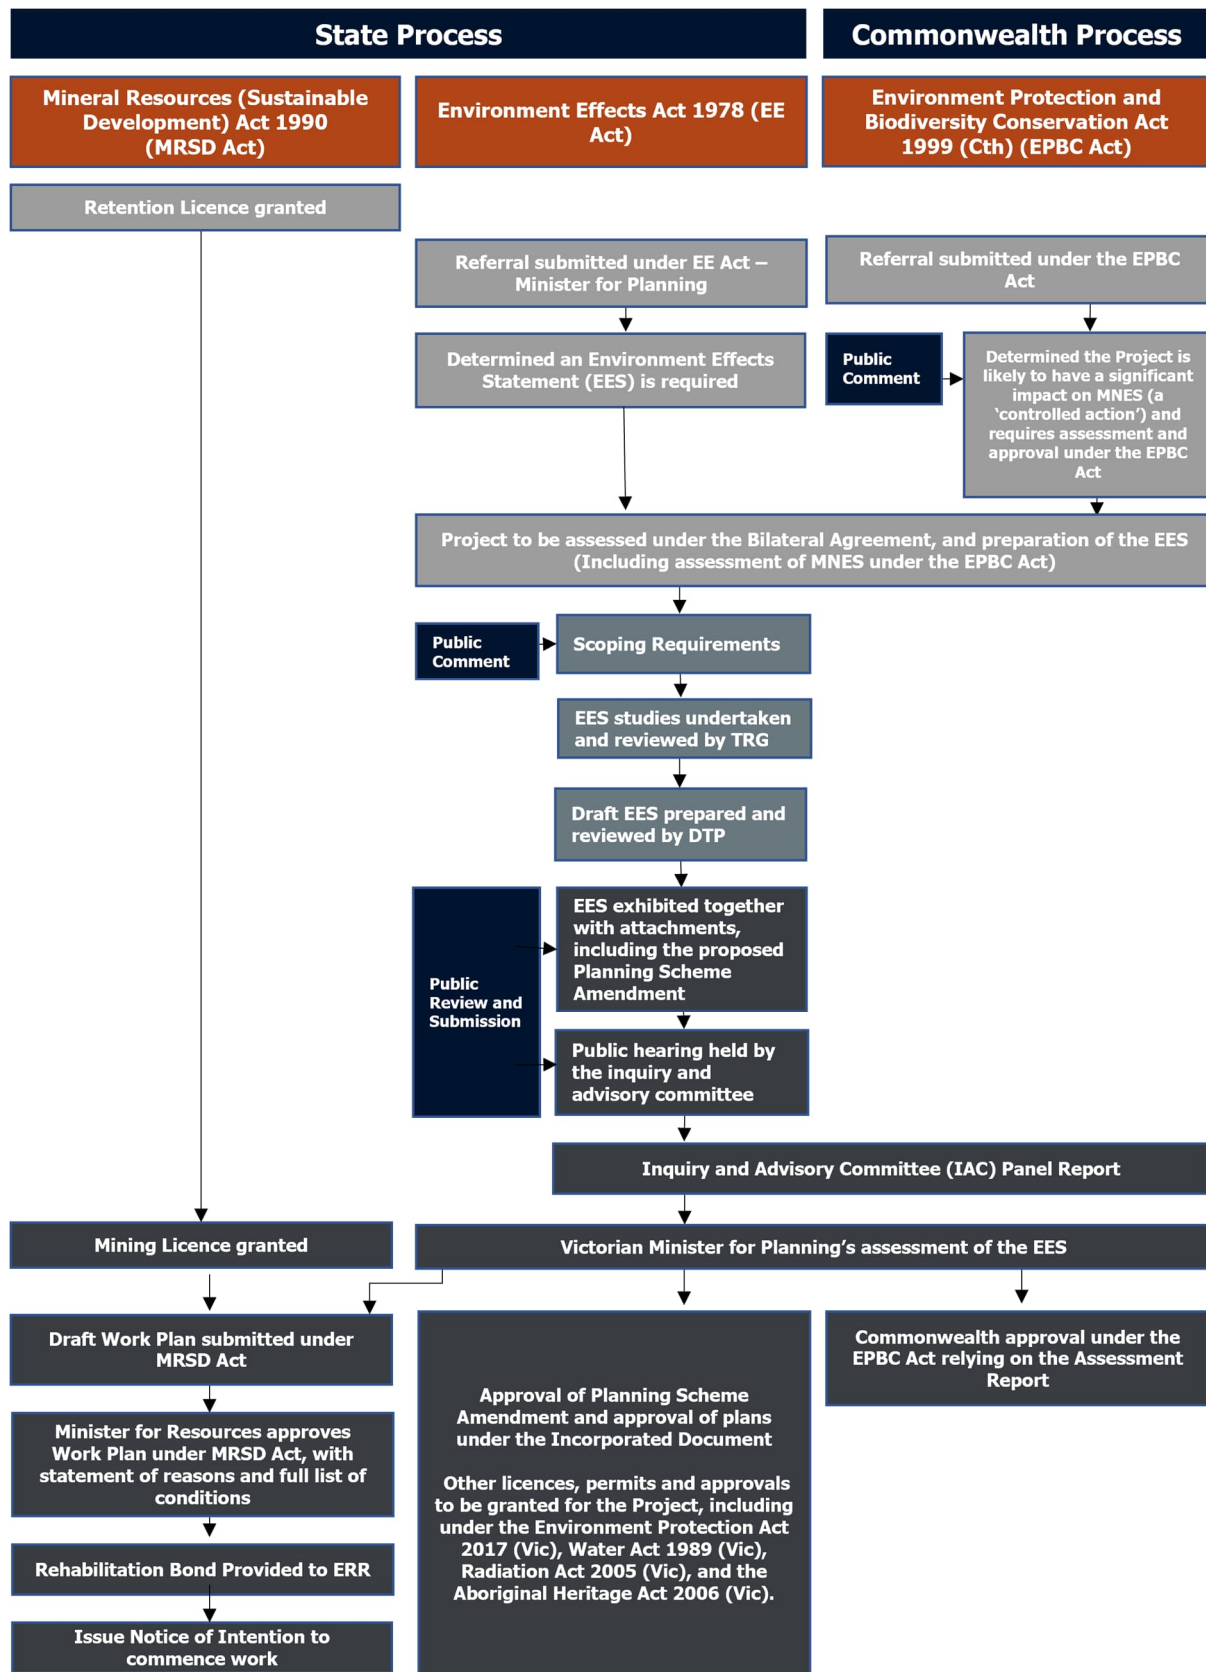 State Process
Commonwealth Process
Mineral Resources (Sustainable
Development) Act 1990
(MRSD Act)
Environment Effects Act 1978 (EE
Act)
Environment Protection and
Biodiversity Conservation Act
1999 (Cth) (EPBC Act)
Retention Licence granted
Referral submitted under EE Act –
Minister for Planning
Referral submitted under the EPBC
Act
Determined an Environment Effects
Statement (EES) is required
Public
Comment
Determined the Project is
likely to have a significant
impact on MNES (a
‘controlled action’) and
requires assessment and
approval under the EPBC
Act
Project to be assessed under the Bilateral Agreement, and preparation of the EES
(Including assessment of MNES under the EPBC Act)
Public
Comment
Scoping Requirements
EES studies undertaken
and reviewed by TRG
Draft EES prepared and
reviewed by DTP
Public
Review and
Submission
EES exhibited together
with attachments,
including the proposed
Planning Scheme
Amendment
Public hearing held by
the inquiry and
advisory committee
Inquiry and Advisory Committee (IAC) Panel Report
Mining Licence granted
Victorian Minister for Planning’s assessment of the EES
Draft Work Plan submitted under
MRSD Act
Minister for Resources approves
Work Plan under MRSD Act, with
statement of reasons and full list of
conditions
Rehabilitation Bond Provided to ERR
Issue Notice of Intention to
commence work
Approval of Planning Scheme
Amendment and approval of plans
under the Incorporated Document
Other licences, permits and approvals
to be granted for the Project, including
under the Environment Protection Act
2017 (Vic), Water Act 1989 (Vic),
Radiation Act 2005 (Vic), and the
Aboriginal Heritage Act 2006 (Vic).
Commonwealth approval under the
EPBC Act relying on the Assessment
Report